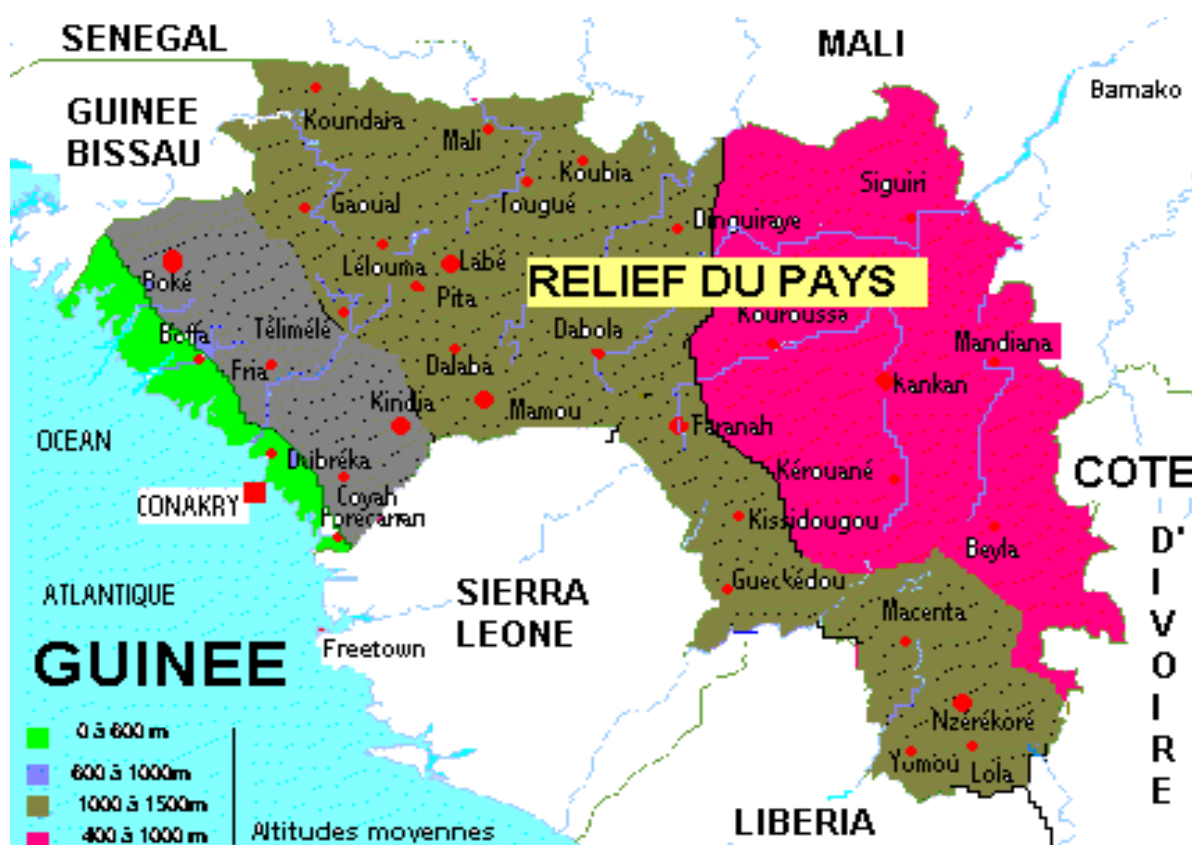 SENEGAL
MALI
GUINEE
BISSAU
Bamako
Koundara
Mali
Koubia
Siguiri
Gaoual
Tougué
Dinguiraye
Lélouma
Labé
Boké
RELIEF DU PAYS
Pita
Kouroussa
Télimélé
Dabola
Boffa
Mandiana
Fria
Dalaba
Kankan
Kindia
Mamou
Faranah
OCEAN
Dubréka
Kérouané
COTE
D'
I
V
O
I
R
E
Coyah
CONAKRY
Forécariah
Kissidougou
Beyla
Gueckédou
ATLANTIQUE
SIERRA
LEONE
Macenta
Freetown
GUINEE
Nzérékoré
0 à 600 m
Yomou
Lola
600 à 1000m
1000 à 1500m
LIBERIA
400 à 1000 m
Altitudes moyennes